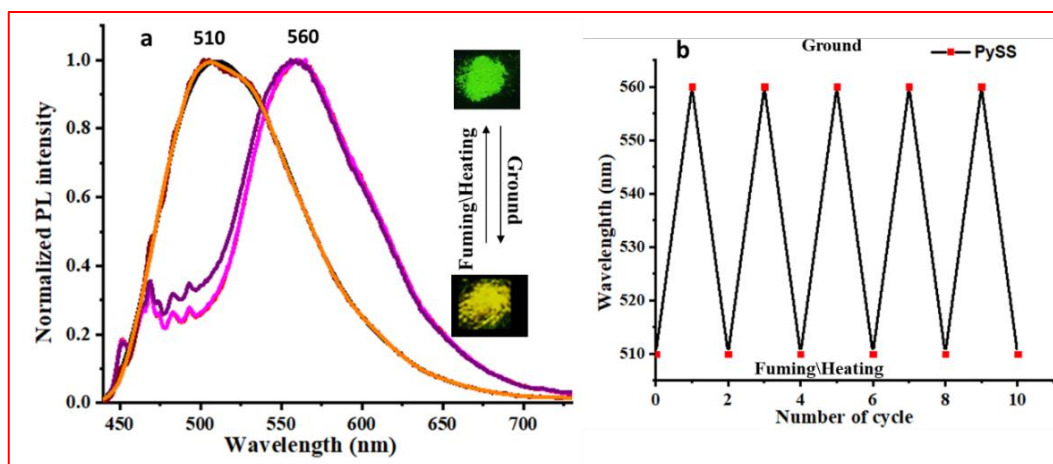 a
510
560
1.0
0.8
0.6
0.4
0.2
0.0
Normalized PL intensity
450
500
550
600
650
700
Wavelength (nm)
Fuming\Heating
Ground
b
Ground
PySS
560
550
540
530
520
510
Wavelenghth (nm)
Fuming\Heating
0
2
4
6
8
10
Number of cycle